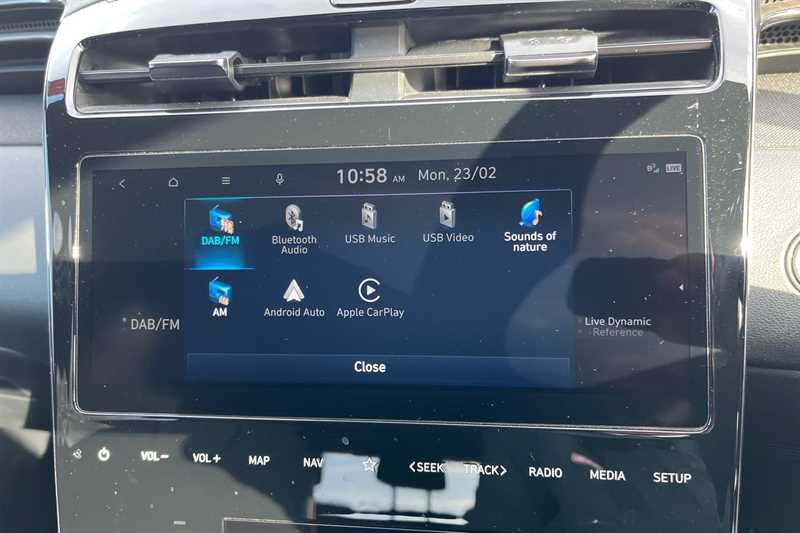 10:58 AM Mon, 23/02
LIVE
DAB/FM
Bluetooth
Audio
USB Music
USB Video
Sounds of
nature
AM
Android Auto
Apple CarPlay
DAB/FM
Live Dynamic
Reference
Close
VOL-
VOL+
MAP
NAV
<SEEK
TRACK>
RADIO
MEDIA
SETUP